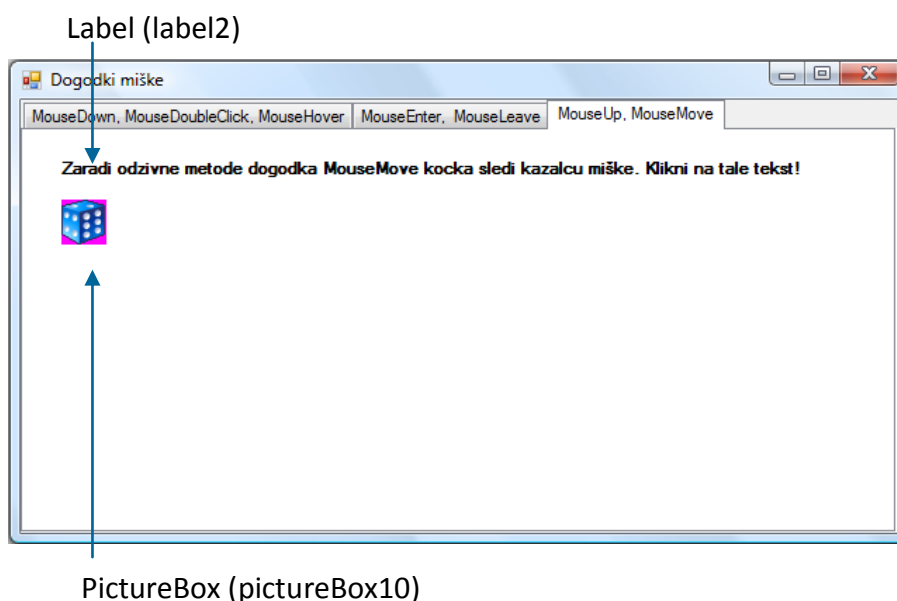 Label (label2)
Dogodki miške
MouseDown, MouseDoubleClick, MouseHover MouseEnter, MouseLeave MouseUp, MouseMove
Zaradi odzivne metode dogodka MouseMove kocka sledi kazalcu miške. Klikni na tale tekst!
PictureBox (pictureBox10)